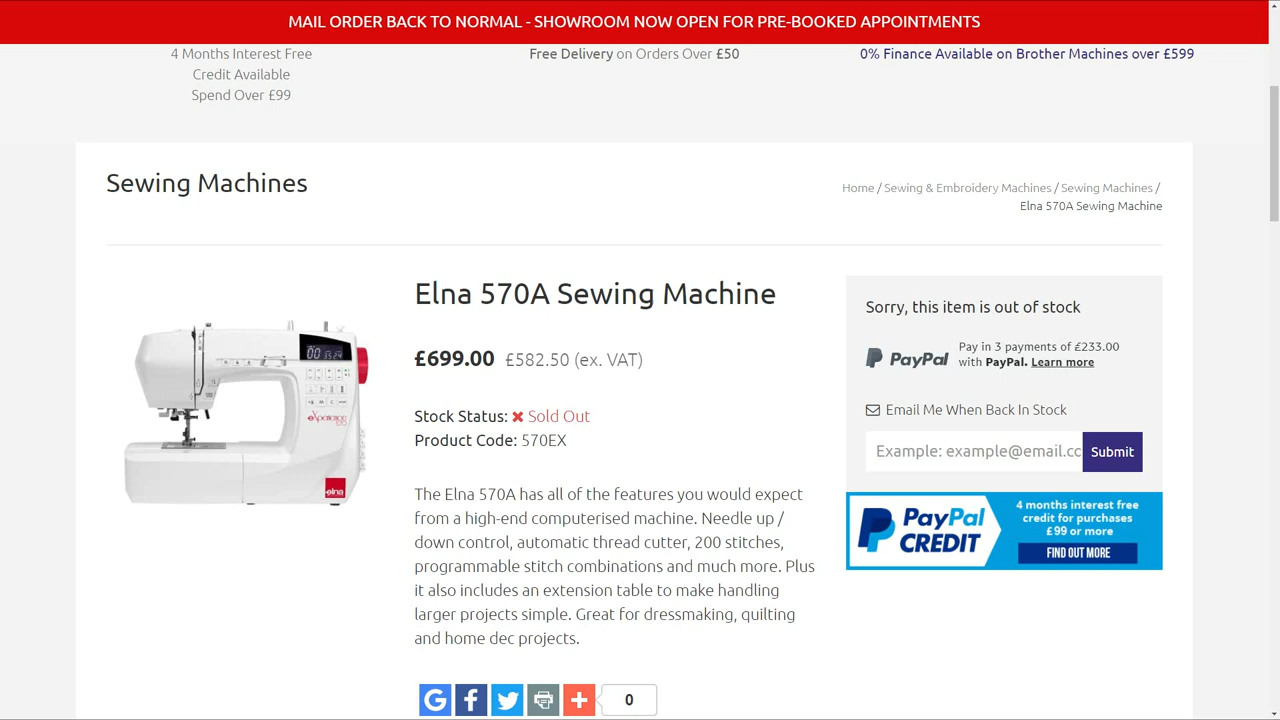 MAIL ORDER BACK TO NORMAL - SHOWROOM NOW OPEN FOR PRE-BOOKED APPOINTMENTS
4 Months Interest Free
Credit Available
Spend Over £99
Free Delivery on Orders Over £50
0% Finance Available on Brother Machines over £599
Sewing Machines
Home / Sewing & Embroidery Machines / Sewing Machines /
Elna 570A Sewing Machine
elna
Elna 570A Sewing Machine
£699.00 £582.50 (ex. VAT)
Stock Status: ✖ Sold Out
Product Code: 570EX
The Elna 570A has all of the features you would expect
from a high-end computerised machine. Needle up /
down control, automatic thread cutter, 200 stitches,
programmable stitch combinations and much more. Plus
it also includes an extension table to make handling
larger projects simple. Great for dressmaking, quilting
and home dec projects.
0
Sorry, this item is out of stock
PayPal
Pay in 3 payments of £233.00
with PayPal. Learn more
Email Me When Back In Stock
Example: example@email.cc
Submit
PayPal
CREDIT
4 months interest free
credit for purchases
£99 or more
FIND OUT MORE